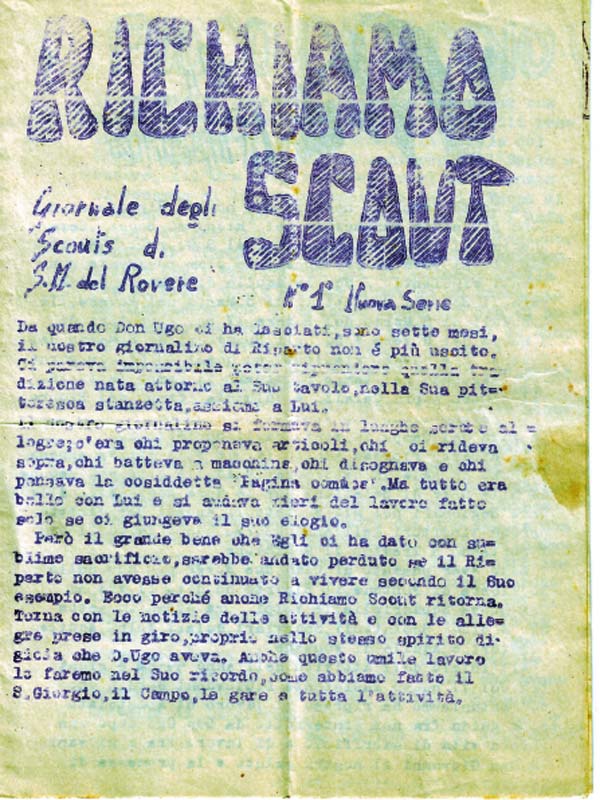 RICHIAMO
SCOUT
Giornale degli
Scouts di
S.M. del Rovere
N° 1° Nuova Serie
Da quando Don Ugo ci ha lasciati,sono sette mesi,
il nostro giornalino di Riparto non é più uscito.
Ci pareva impossibile poter riprendere quella tra=
dizione nata attorno al Suo tavolo,nella Sua pit=
toresca stanzetta,assieme a Lui.
giornalino si formava in lunghe serate al =
legre;c'era chi proponeva articoli,chi ci rideva
sopra,chi batteva a macchina,chi disegnava e chi
pensava la cosiddetta "Pagina comica".Ma tutto era
bello con Lui e si andava fieri del lavoro fatto
solo se ci giungeva il suo elogio.
Però il grande bene che Egli ci ha dato con su=
blime sacrificio,sarebbe andato perduto se il Ri=
parto non avesse continuato a vivere secondo il Suo
esempio. Ecco perché anche Richiamo Scout ritorna.
Torna con le notizie delle attività e con le alle=
gre prese in giro,proprio nello stesso spirito di
gioia che D.Ugo aveva. Anche questo umile lavoro
lo faremo nel Suo ricordo,come abbiamo fatto il
S.Giorgio,il Campo,le gare e tutta l'attività.